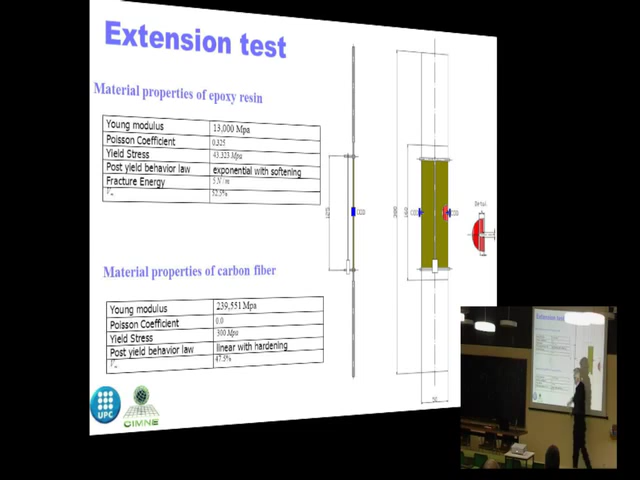 Extension test
Material properties of epoxy resin
Young modulus 13,000 Mpa
Poisson Coefficient 0.325
Yield Stress 43.323 Mpa
Post yield behavior law exponential with softening
Fracture Energy
52.5%
Material properties of carbon fiber
Young modulus 239,551 Mpa
Poisson Coefficient 0.0
Yield Stress 300 Mpa
Post yield behavior law linear with hardening
47.5%
UPC
CIMNE
Detail
Extension test